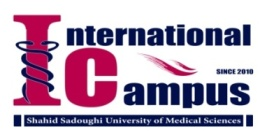 International
SINCE 2010
Campus
Shahid Sadoughi University of Medical Sciences